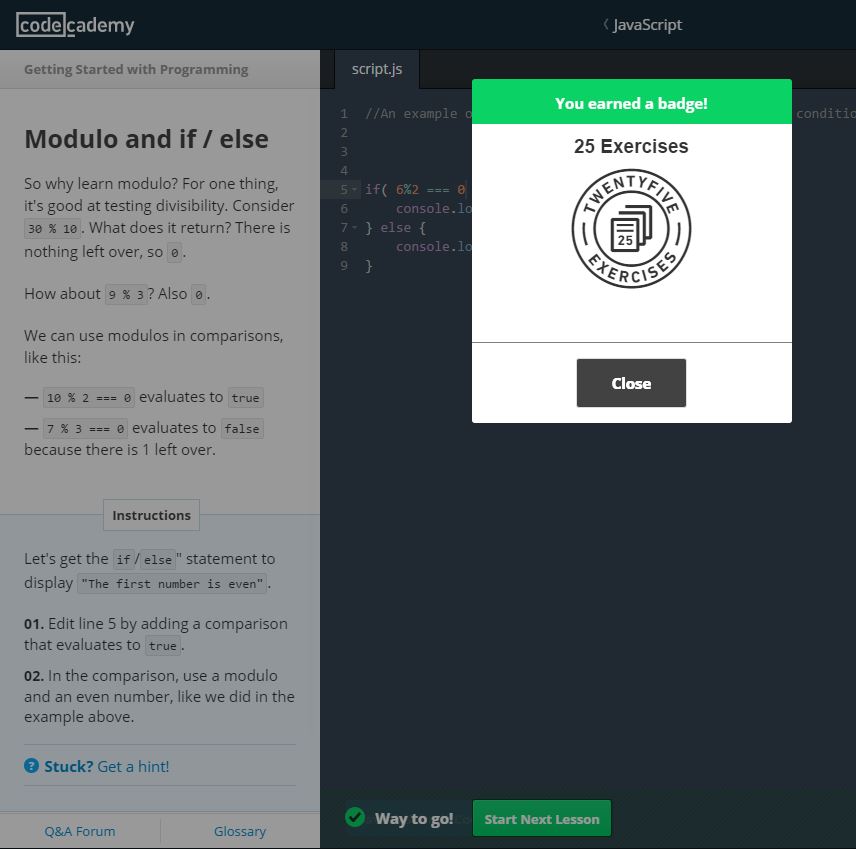 codecademy
JavaScript
Getting Started with Programming
script.js
You earned a badge!
25 Exercises
TWENTYFIVE
25
EXERCISES
Close
Modulo and if / else
So why learn modulo? For one thing,
it's good at testing divisibility. Consider
30 % 10. What does it return? There is
nothing left over, so 0.
How about 9 % 3? Also 0.
We can use modulos in comparisons,
like this:
— 10 % 2 === 0 evaluates to true
— 7 % 3 === 0 evaluates to false
because there is 1 left over.
Instructions
Let's get the if/else" statement to
display "The first number is even".
01. Edit line 5 by adding a comparison
that evaluates to true.
02. In the comparison, use a modulo
and an even number, like we did in the
example above.
? Stuck? Get a hint!
Q&A Forum
Glossary
1 //An example o conditio
2
3
4
5 if( 6%2 === 0
6 console.lo
7 } else {
8 console.lo
9 }
Way to go!
Start Next Lesson